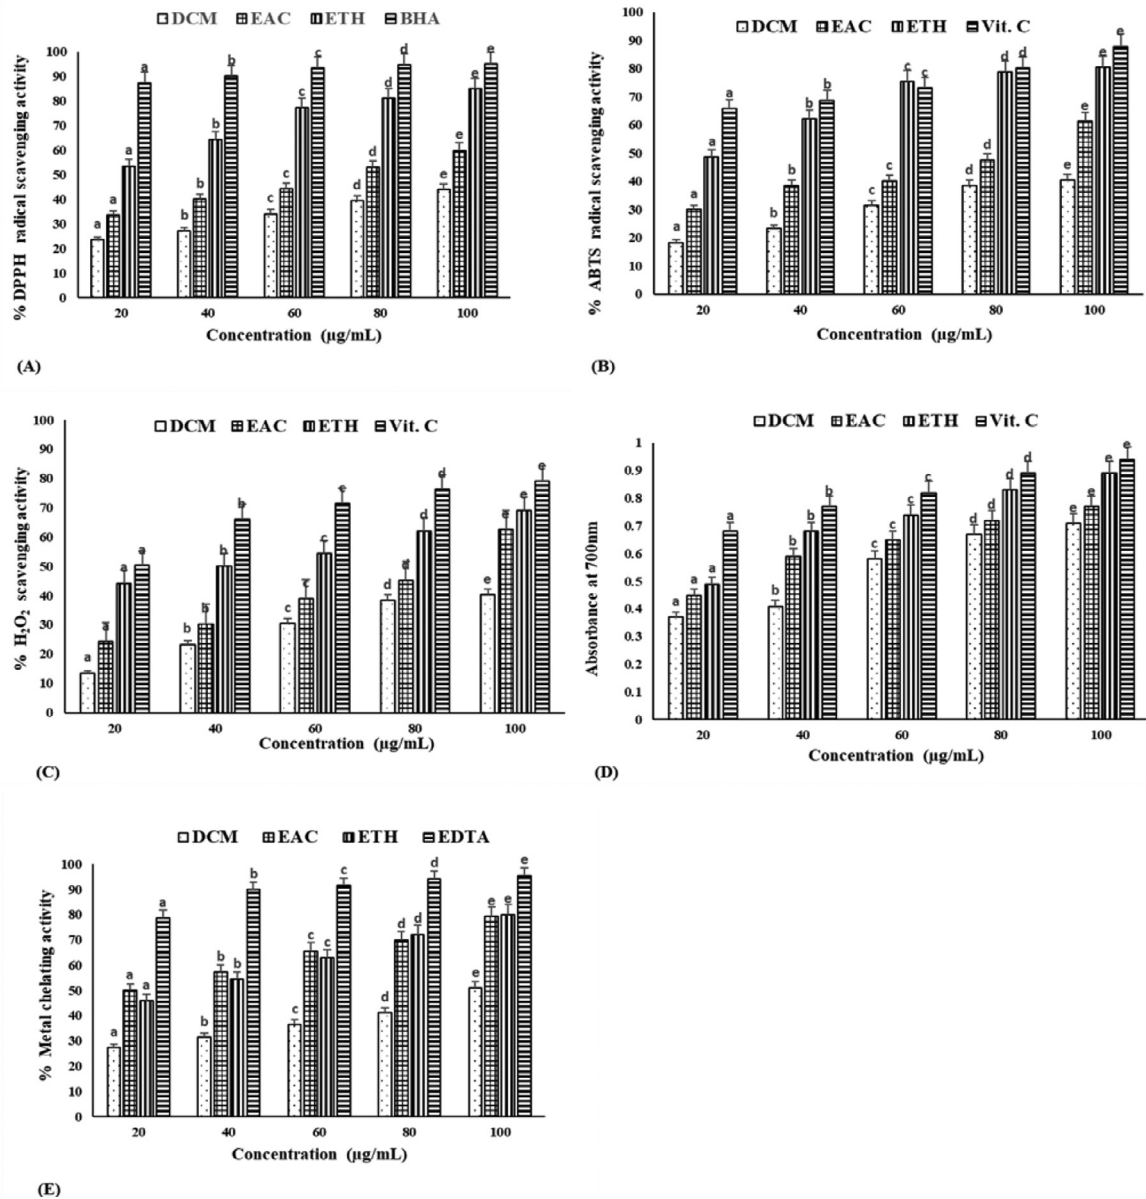 DCM EAC ETH BHA
% DPPH radical scavenging activity
100
90
80
70
60
50
40
30
20
10
0
a a a a
b b b b
c c c c
d d d d
e e e e
20 40 60 80 100
Concentration (µg/mL)
(A)
DCM EAC ETH Vit. C
% ABTS radical scavenging activity
100
90
80
70
60
50
40
30
20
10
0
a a a a
b b b b
c c c c
d d d d
e e e e
20 40 60 80 100
Concentration (µg/mL)
(B)
DCM EAC ETH Vit. C
% H₂O₂ scavenging activity
100
90
80
70
60
50
40
30
20
10
0
a a a a
b b b b
c c c
d d d d
e e e
20 40 60 80 100
Concentration (µg/mL)
(C)
DCM EAC ETH Vit. C
Absorbance at 700nm
1
0.9
0.8
0.7
0.6
0.5
0.4
0.3
0.2
0.1
0
a a a a
b b b b
c c c c
d d d d
e e e e
20 40 60 80 100
Concentration (µg/mL)
(D)
DCM EAC ETH EDTA
% Metal chelating activity
100
90
80
70
60
50
40
30
20
10
0
a a a a
b b b b
c c c c
d d d d
e e e e
20 40 60 80 100
Concentration (µg/mL)
(E)